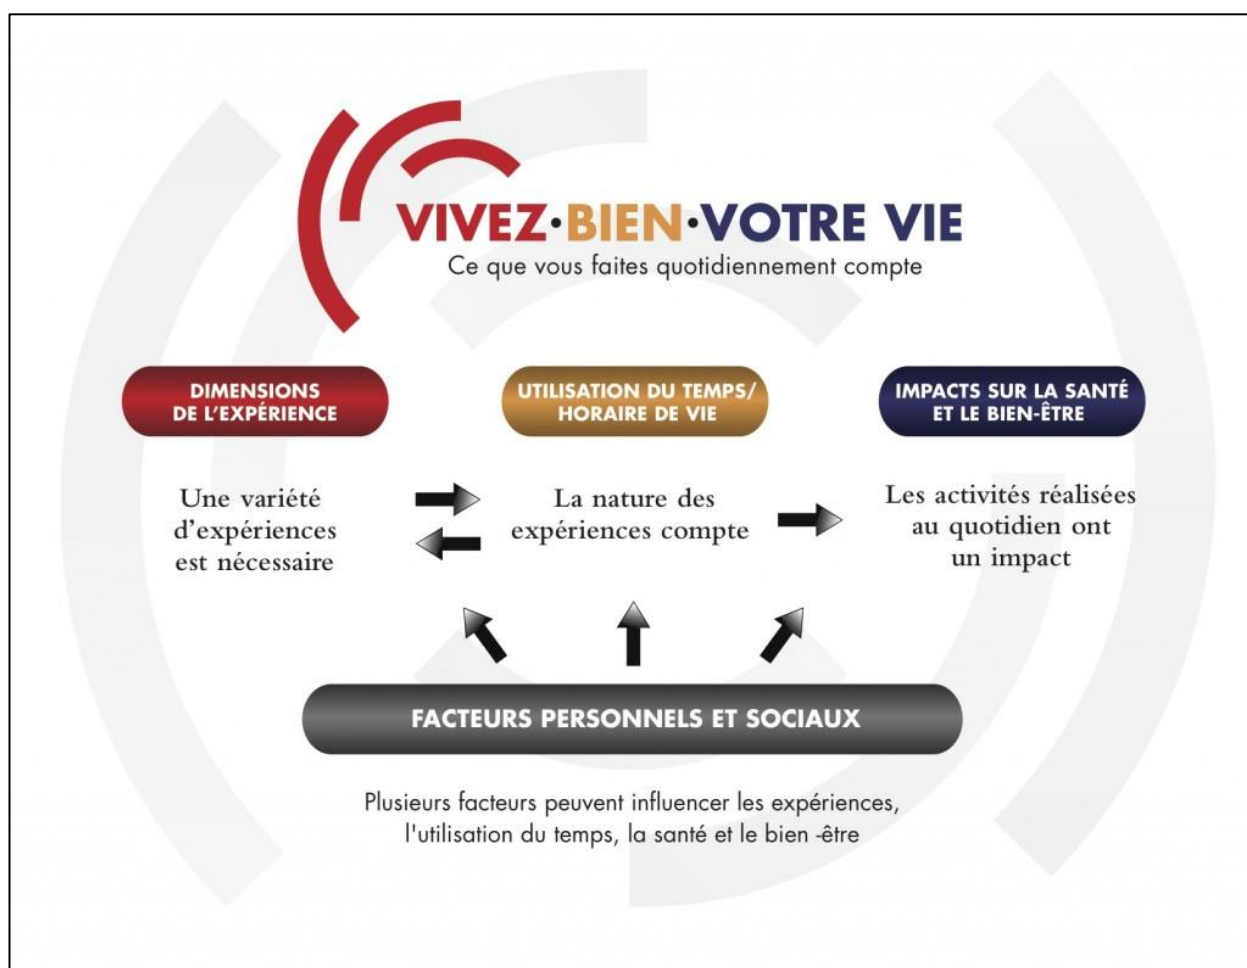 VIVEZ·BIEN·VOTRE VIE
Ce que vous faites quotidiennement compte
DIMENSIONS
DE L'EXPÉRIENCE
Une variété
d'expériences
est nécessaire
UTILISATION DU TEMPS/
HORAIRE DE VIE
La nature des
expériences compte
IMPACTS SUR LA SANTÉ
ET LE BIEN-ÊTRE
Les activités réalisées
au quotidien ont
un impact
FACTEURS PERSONNELS ET SOCIAUX
Plusieurs facteurs peuvent influencer les expériences,
l'utilisation du temps, la santé et le bien -être